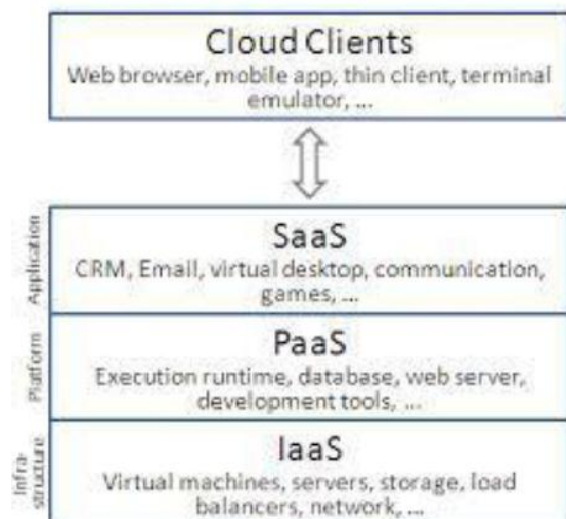 Cloud Clients
Web browser, mobile app, thin client, terminal
emulator, ...
Application
SaaS
CRM, Email, virtual desktop, communication,
games, ...
Platform
PaaS
Execution runtime, database, web server,
development tools, ...
Infra-
structure
IaaS
Virtual machines, servers, storage, load
balancers, network, ...